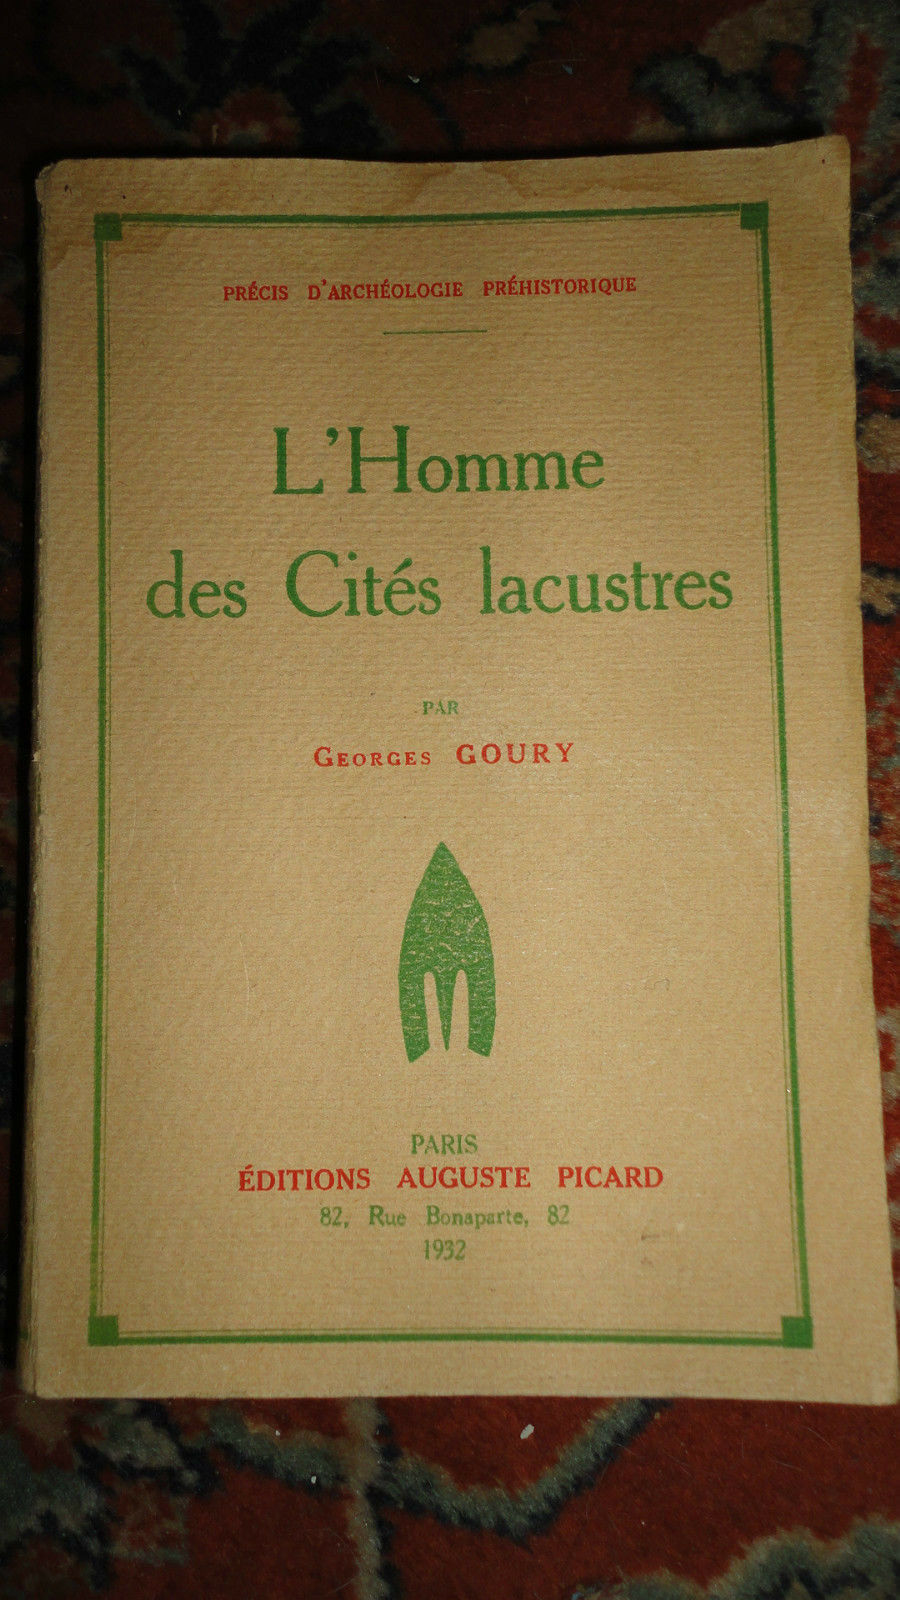 PRÉCIS D'ARCHÉOLOGIE PRÉHISTORIQUE
L'Homme
des Cités lacustres
PAR
GEORGES GOURY
PARIS
ÉDITIONS AUGUSTE PICARD
82, Rue Bonaparte, 82
1932